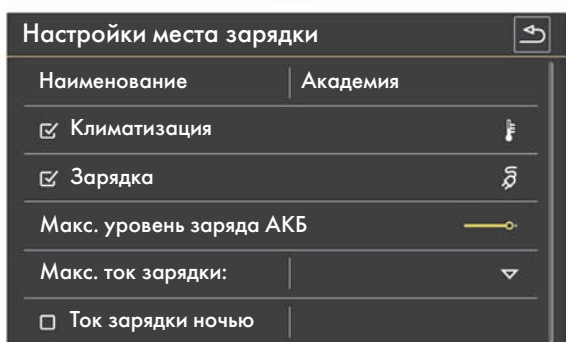 Настройки места зарядки
Наименование Академия
Климатизация
Зарядка
Макс. уровень заряда АКБ
Макс. ток зарядки:
Ток зарядки ночью